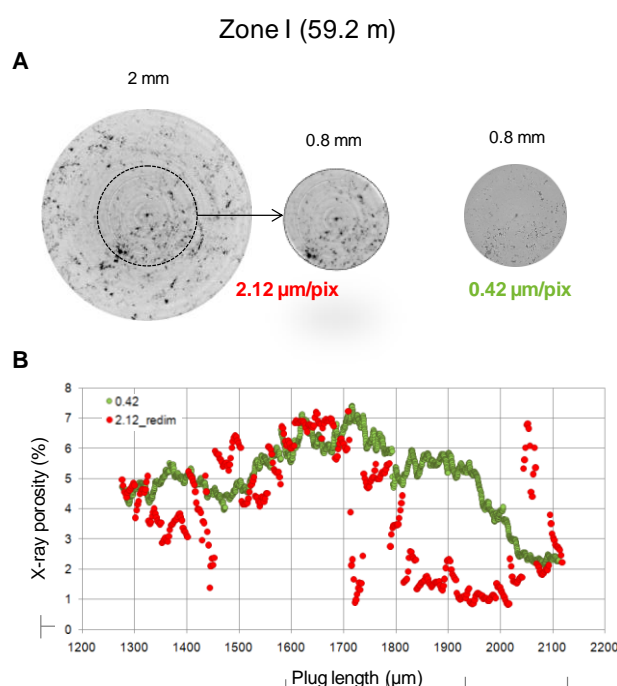 Zone I (59.2 m)
A
2 mm
0.8 mm
0.8 mm
2.12 µm/pix
0.42 µm/pix
B
0.42
2.12_redim
X-ray porosity (%)
8
7
6
5
4
3
2
1
0
1200 1300 1400 1500 1600 1700 1800 1900 2000 2100 2200
Plug length (µm)